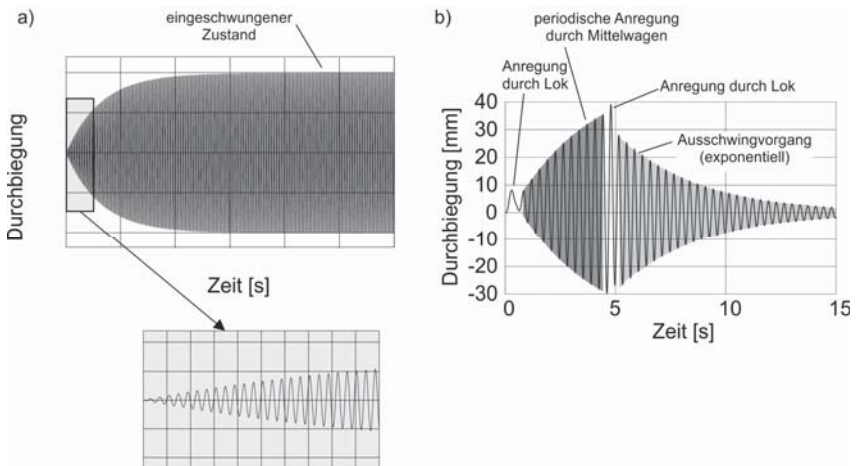 a)
eingeschwungener
Zustand
Durchbiegung
Zeit [s]
b)
periodische Anregung
durch Mittelwagen
Anregung
durch Lok
Anregung durch Lok
Ausschwingvorgang
(exponentiell)
Durchbiegung [mm]
40
30
20
10
0
-10
-20
-30
0
5
10
15
Zeit [s]